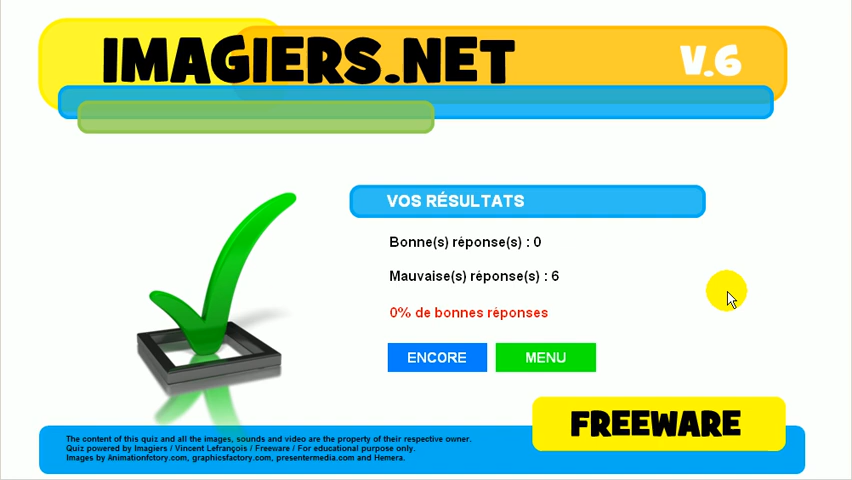 IMAGIERS.NET
V.6
VOS RÉSULTATS
Bonne(s) réponse(s) : 0
Mauvaise(s) réponse(s) : 6
0% de bonnes réponses
ENCORE
MENU
FREEWARE
The content of this quiz and all the images, sounds and video are the property of their respective owner.
Quiz powered by Imagiers / Vincent Lefrançois / Freeware / For educational purpose only.
Images by Animationfctory.com, graphicsfactory.com, presentermedia.com and Hemera.